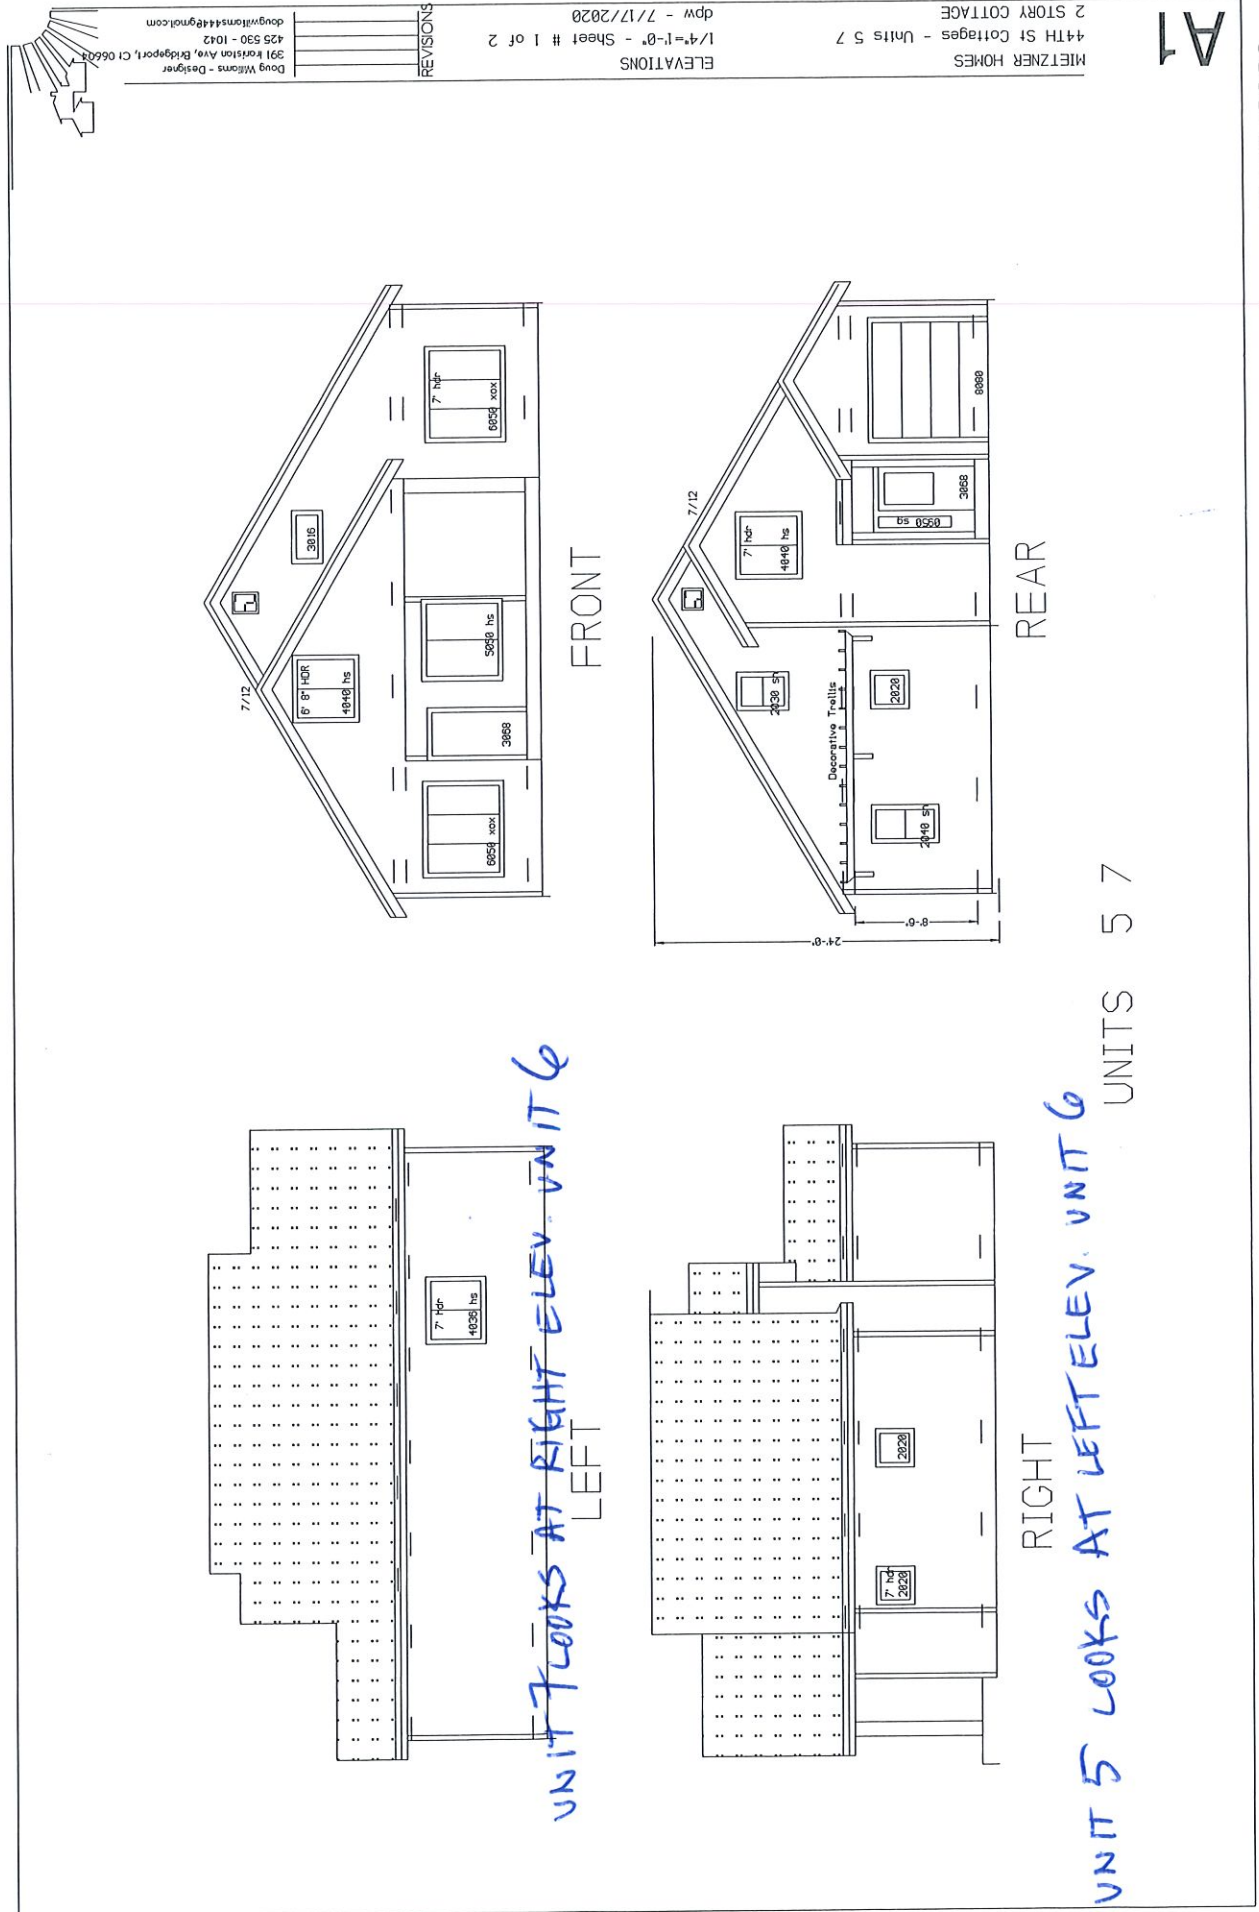 MIETZNER HOMES
44TH St Cottages - Units 5 7
2 STORY COTTAGE
ELEVATIONS
1/4"=1'-0" - Sheet # 1 of 2
dpw - 7/17/2020
REVISIONS
Doug Williams - Designer
391 Iranistan Ave, Bridgeport, Ct 06604
425 530 - 1042
dougwilliams444@gmail.com
A1
7/12
6' 8" HDR
4040 hs
3016
6050 xox
3068
5050 hs
7' hdr
6050 xox
FRONT
7' hdr
4036 hs
UNIT 7 LOOKS AT RIGHT ELEV. UNIT 6
LEFT
24'-0"
8'-6"
7/12
2030 sh
7' hdr
4040 hs
Decorative Trellis
2040 sh
2020
0950 sg
3068
8080
REAR
7' hdr
2020
2020
RIGHT
UNIT 5 LOOKS AT LEFT ELEV. UNIT 6
UNITS 5 7